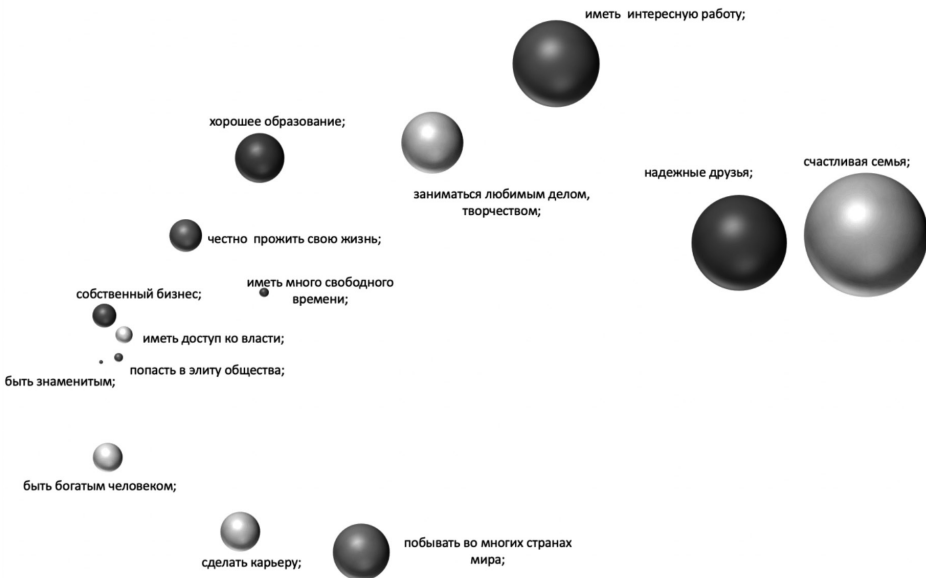 иметь интересную работу;
хорошее образование;
счастливая семья;
надежные друзья;
заниматься любимым делом,
творчеством;
честно прожить свою жизнь;
иметь много свободного
времени;
собственный бизнес;
иметь доступ ко власти;
попасть в элиту общества;
быть знаменитым;
быть богатым человеком;
побывать во многих странах
мира;
сделать карьеру;